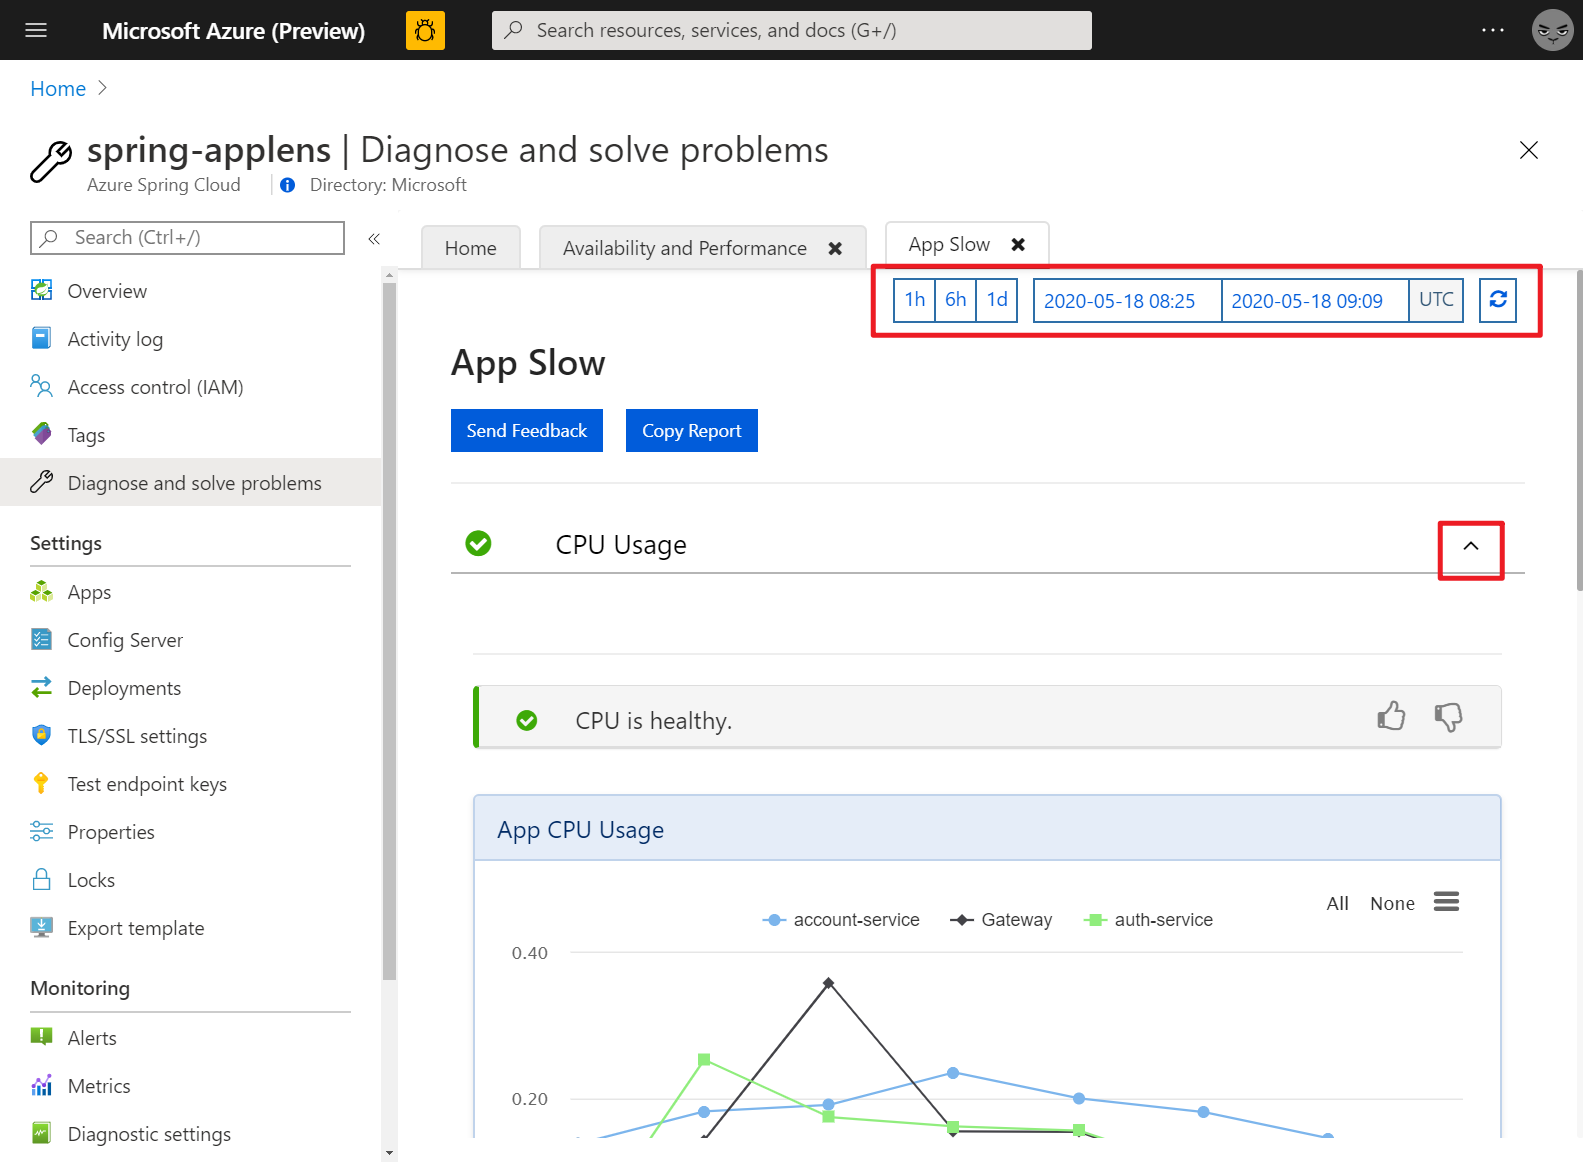 Microsoft Azure (Preview)
Search resources, services, and docs (G+/)
Home
spring-applens | Diagnose and solve problems
Azure Spring Cloud
Directory: Microsoft
Search (Ctrl+/)
Overview
Activity log
Access control (IAM)
Tags
Diagnose and solve problems
Settings
Apps
Config Server
Deployments
TLS/SSL settings
Test endpoint keys
Properties
Locks
Export template
Monitoring
Alerts
Metrics
Diagnostic settings
Home
Availability and Performance
App Slow
1h 6h 1d 2020-05-18 08:25 2020-05-18 09:09 UTC
App Slow
Send Feedback Copy Report
CPU Usage
CPU is healthy.
App CPU Usage
All None
account-service Gateway auth-service
0.40
0.20